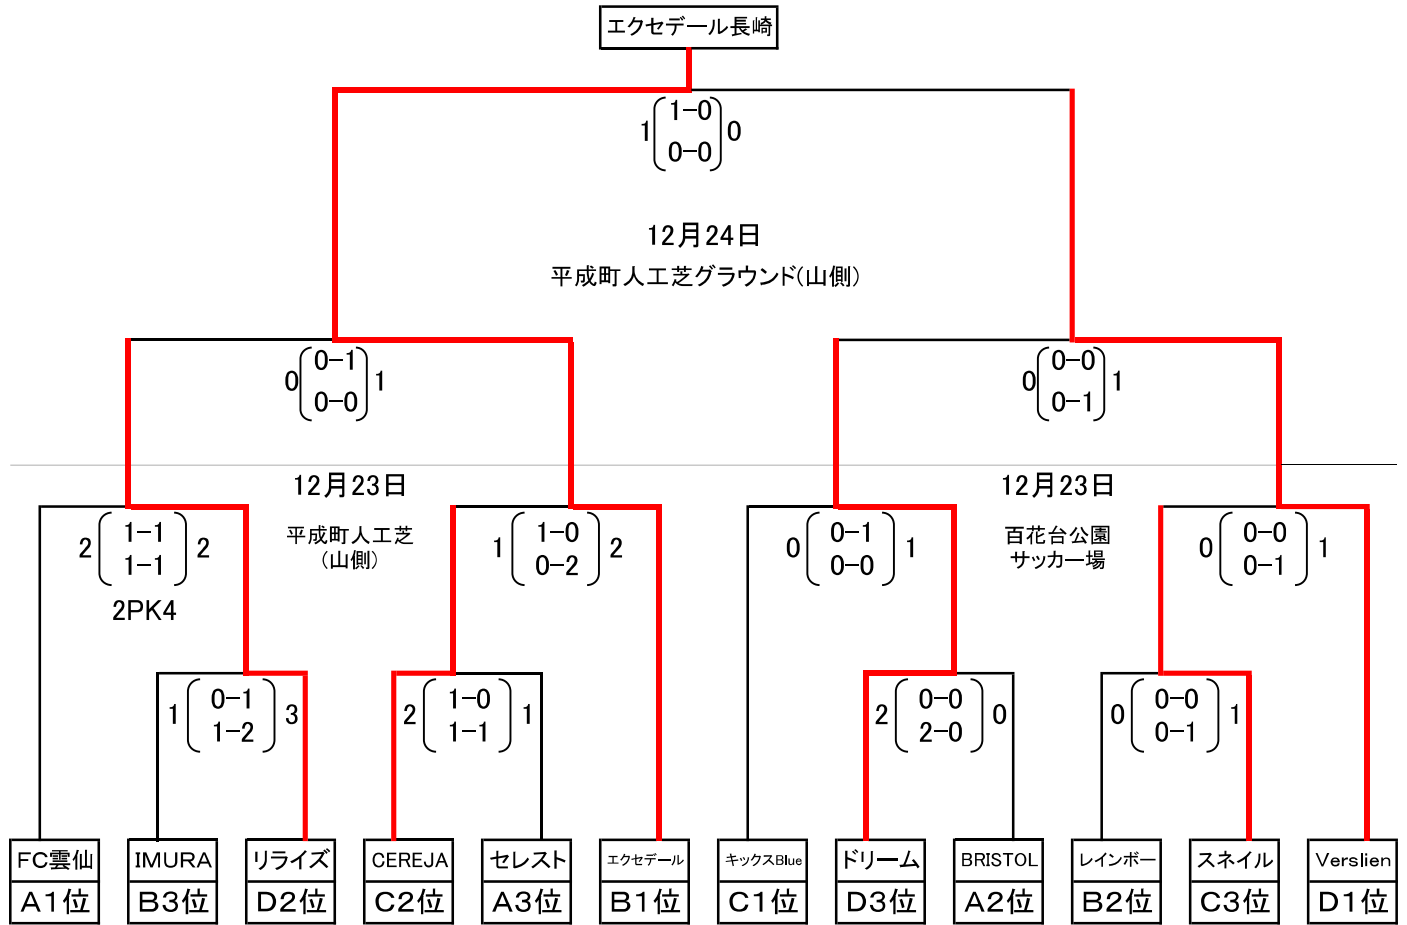 エクセデール長崎
1 1-0 0
0-0
12月24日
平成町人工芝グラウンド(山側)
0 0-1 1
0-0
0 0-0 1
0-1
12月23日
平成町人工芝
(山側)
12月23日
百花台公園
サッカー場
2 1-1 2
1-1
2PK4
1 1-0 2
0-2
0 0-1 1
0-0
0 0-0 1
0-1
1 0-1 3
1-2
2 1-0 1
1-1
2 0-0 0
2-0
0 0-0 1
0-1
FC雲仙 IMURA リライズ CEREJA セレスト エクセデール キックスBlue ドリーム BRISTOL レインボー スネイル Verslien
A1位 B3位 D2位 C2位 A3位 B1位 C1位 D3位 A2位 B2位 C3位 D1位